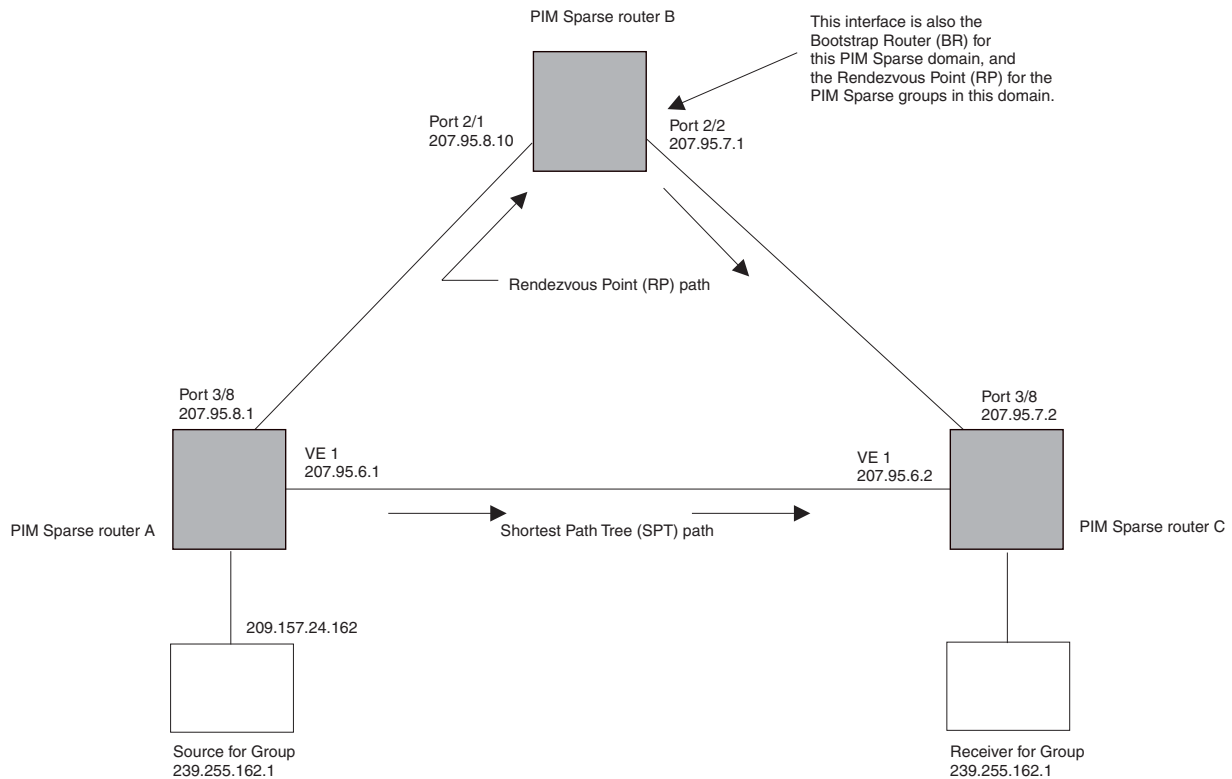 PIM Sparse router B
This interface is also the
Bootstrap Router (BR) for
this PIM Sparse domain, and
the Rendezvous Point (RP) for the
PIM Sparse groups in this domain.
Port 2/1
207.95.8.10
Port 2/2
207.95.7.1
Rendezvous Point (RP) path
Port 3/8
207.95.8.1
Port 3/8
207.95.7.2
VE 1
207.95.6.1
VE 1
207.95.6.2
PIM Sparse router A
Shortest Path Tree (SPT) path
PIM Sparse router C
209.157.24.162
Source for Group
239.255.162.1
Receiver for Group
239.255.162.1